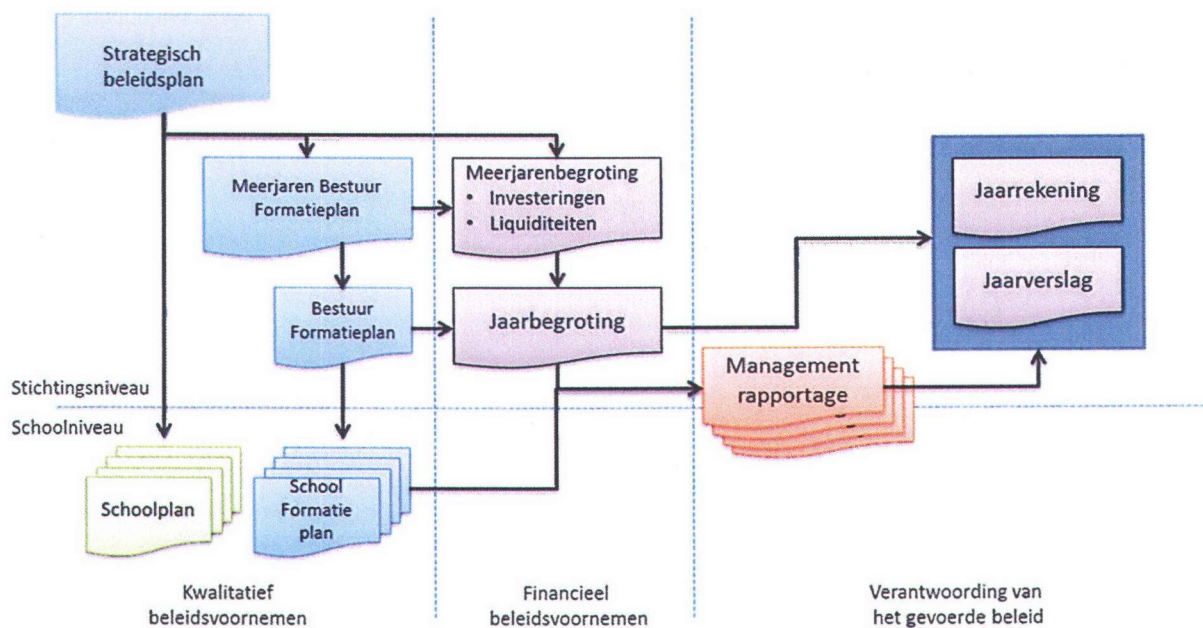 Strategisch
beleidsplan
Meerjaren Bestuur
Formatieplan
Meerjarenbegroting
• Investeringen
• Liquiditeiten
Jaarrekening
Jaarverslag
Bestuur
Formatieplan
Jaarbegroting
Management
rapportage
Stichtingsniveau
Schoolniveau
Schoolplan
School
Formatie
plan
Kwalitatief
beleidsvoornemen
Financieel
beleidsvoornemen
Verantwoording van
het gevoerde beleid